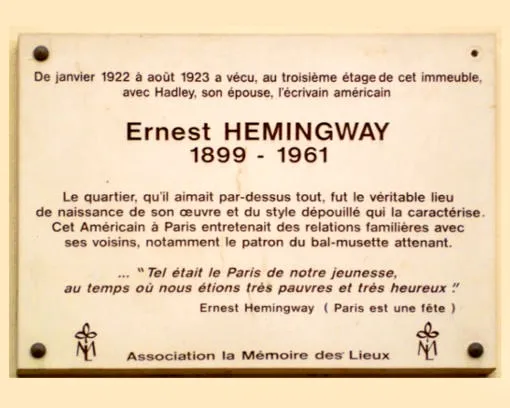 De janvier 1922 à août 1923 a vécu, au troisième étage de cet immeuble,
avec Hadley, son épouse, l'écrivain américain
Ernest HEMINGWAY
1899 - 1961
Le quartier, qu'il aimait par-dessus tout, fut le véritable lieu
de naissance de son œuvre et du style dépouillé qui la caractérise.
Cet Américain à Paris entretenait des relations familières avec
ses voisins, notamment le patron du bal-musette attenant.
... "Tel était le Paris de notre jeunesse,
au temps où nous étions très pauvres et très heureux."
Ernest Hemingway ( Paris est une fête )
Association la Mémoire des Lieux